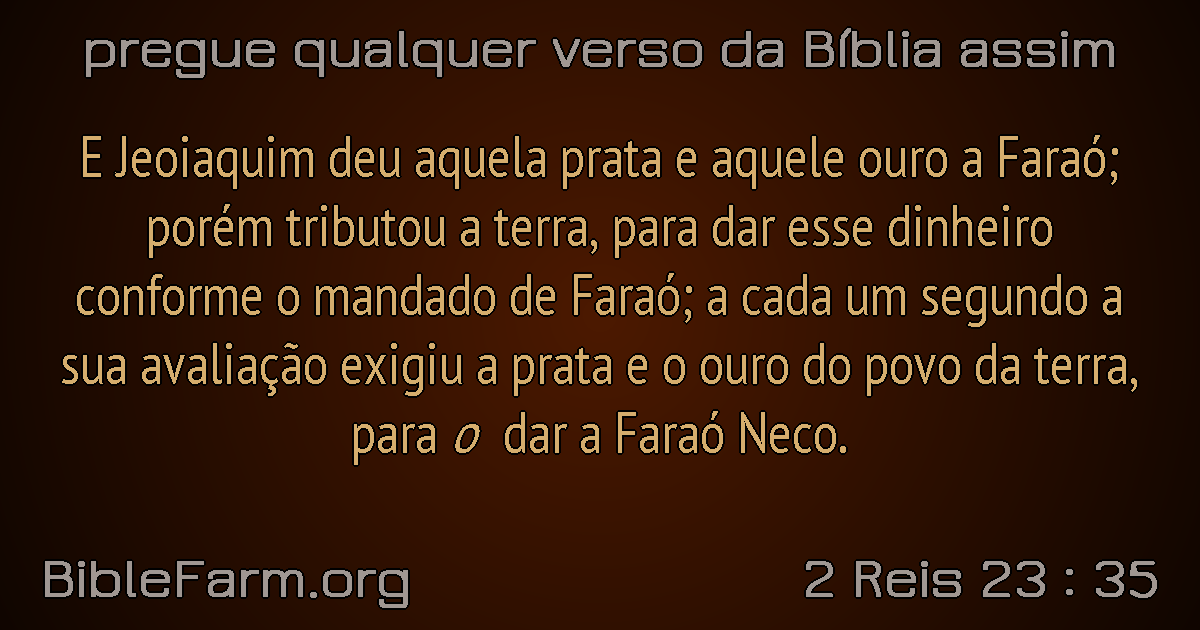 pregue qualquer verso da Bíblia assim
E Jeoiaquim deu aquela prata e aquele ouro a Faraó;
porém tributou a terra, para dar esse dinheiro
conforme o mandado de Faraó; a cada um segundo a
sua avaliação exigiu a prata e o ouro do povo da terra,
para o dar a Faraó Neco.
BibleFarm.org
2 Reis 23 : 35